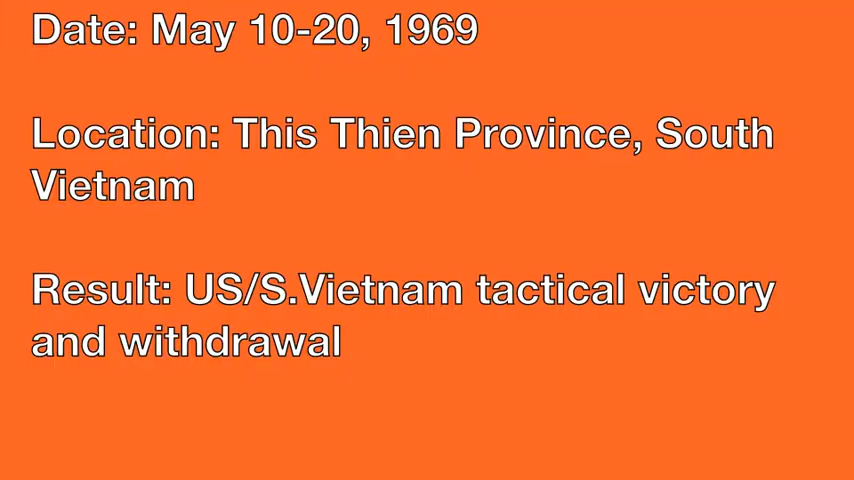 Date: May 10-20, 1969
Location: This Thien Province, South
Vietnam
Result: US/S.Vietnam tactical victory
and withdrawal